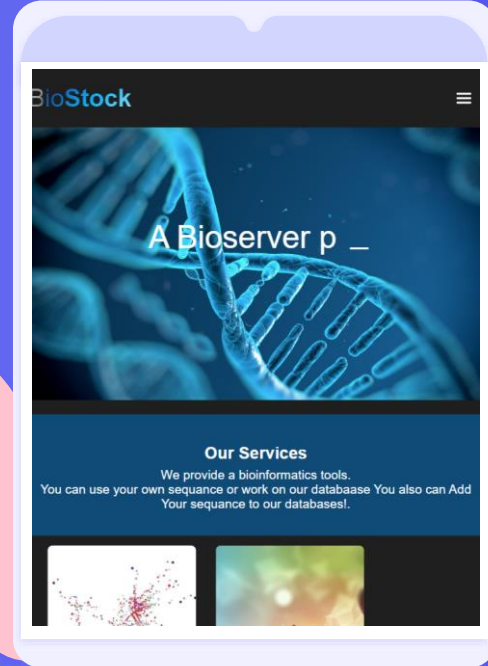 BioStock
A Bioserver p _
Our Services
We provide a bioinformatics tools.
You can use your own sequance or work on our databaase You also can Add
Your sequance to our databases!.